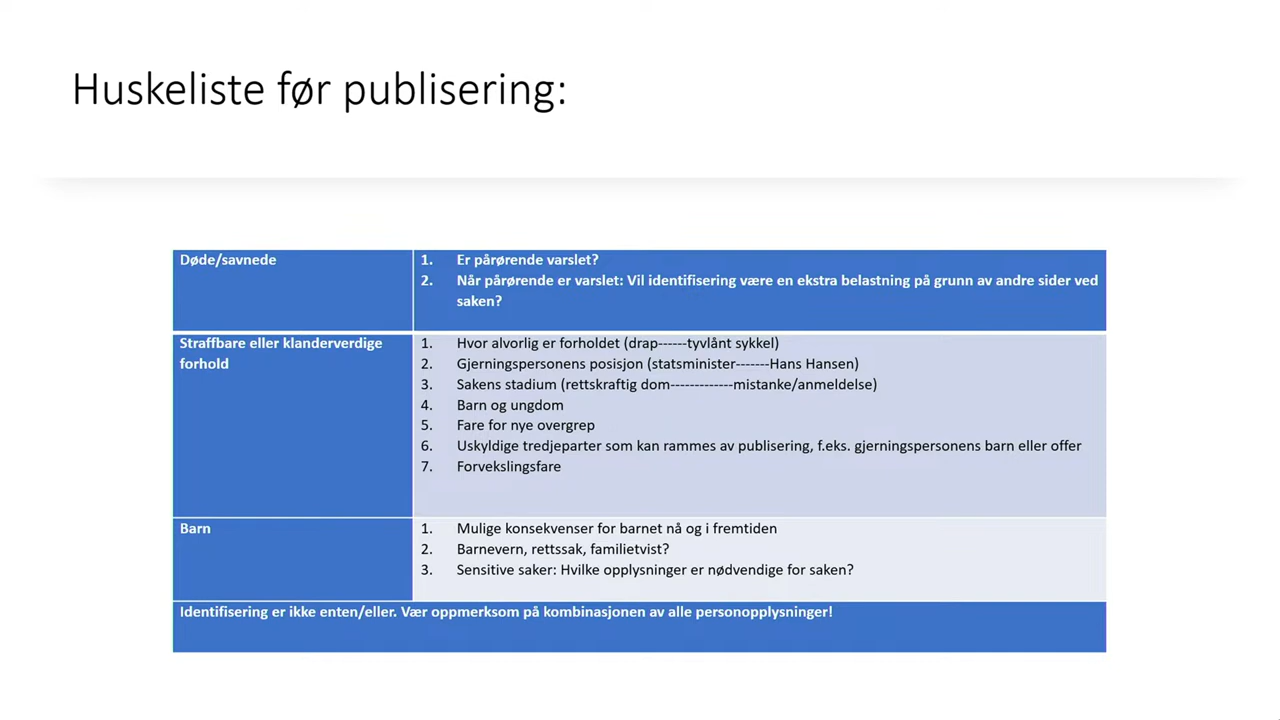 Huskeliste før publisering:
Døde/savnede
1. Er pårørende varslet?
2. Når pårørende er varslet: Vil identifisering være en ekstra belastning på grunn av andre sider ved
saken?
Straffbare eller klanderverdige
forhold
1. Hvor alvorlig er forholdet (drap------tyvlånt sykkel)
2. Gjerningspersonens posisjon (statsminister-------Hans Hansen)
3. Sakens stadium (rettskraftig dom-------------mistanke/anmeldelse)
4. Barn og ungdom
5. Fare for nye overgrep
6. Uskyldige tredjeparter som kan rammes av publisering, f.eks. gjerningspersonens barn eller offer
7. Forvekslingsfare
Barn
1. Mulige konsekvenser for barnet nå og i fremtiden
2. Barnevern, rettssak, familietvist?
3. Sensitive saker: Hvilke opplysninger er nødvendige for saken?
Identifisering er ikke enten/eller. Vær oppmerksom på kombinasjonen av alle personopplysninger!